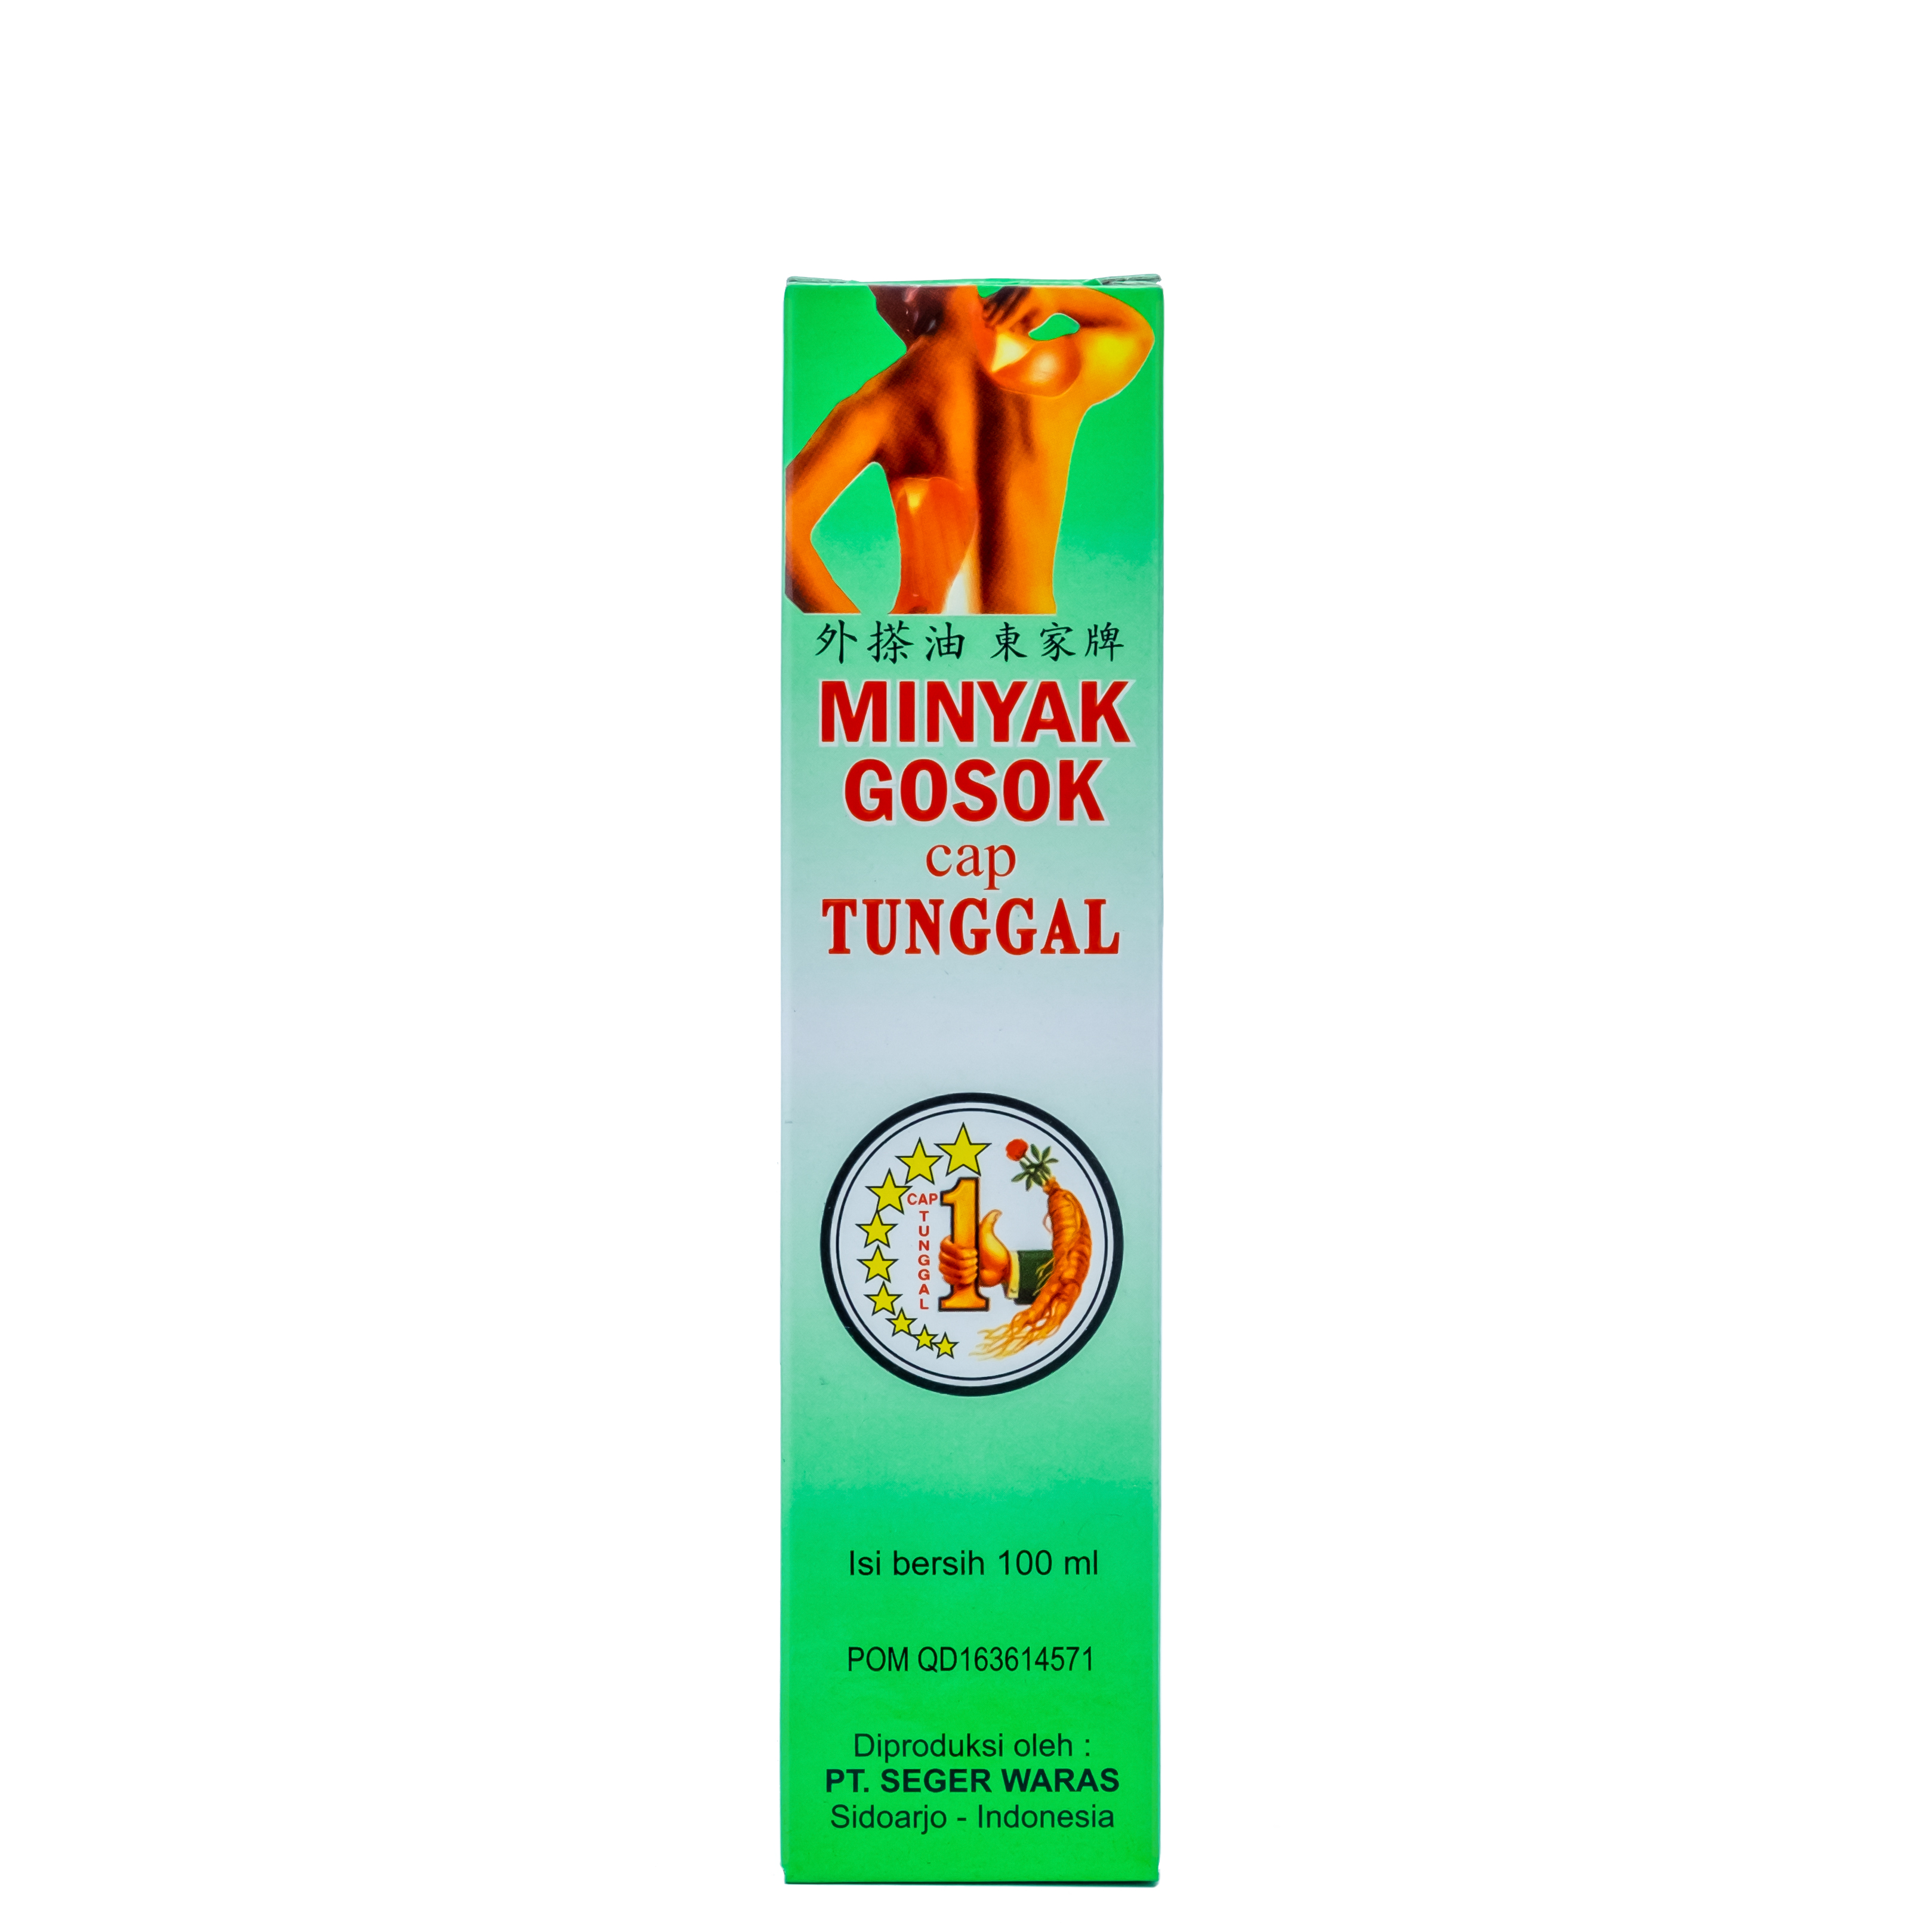 外搽油 東家牌
MINYAK
GOSOK
cap
TUNGGAL
CAP
TUNGGAL
1
Isi bersih 100 ml
POM QD163614571
Diproduksi oleh :
PT. SEGER WARAS
Sidoarjo - Indonesia